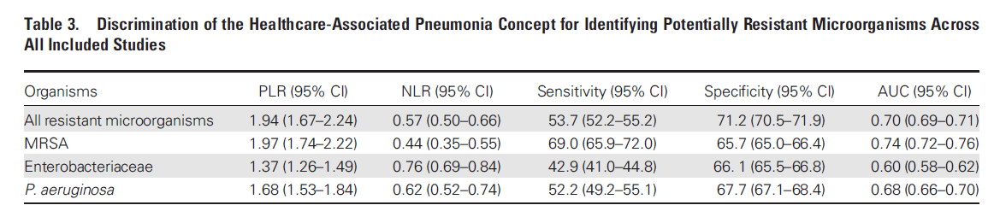 Table 3. Discrimination of the Healthcare-Associated Pneumonia Concept for Identifying Potentially Resistant Microorganisms Across
All Included Studies
Organisms PLR (95% CI) NLR (95% CI) Sensitivity (95% CI) Specificity (95% CI) AUC (95% CI)
All resistant microorganisms 1.94 (1.67–2.24) 0.57 (0.50–0.66) 53.7 (52.2–55.2) 71.2 (70.5–71.9) 0.70 (0.69–0.71)
MRSA 1.97 (1.74–2.22) 0.44 (0.35–0.55) 69.0 (65.9–72.0) 65.7 (65.0–66.4) 0.74 (0.72–0.76)
Enterobacteriaceae 1.37 (1.26–1.49) 0.76 (0.69–0.84) 42.9 (41.0–44.8) 66. 1 (65.5–66.8) 0.60 (0.58–0.62)
P. aeruginosa 1.68 (1.53–1.84) 0.62 (0.52–0.74) 52.2 (49.2–55.1) 67.7 (67.1–68.4) 0.68 (0.66–0.70)